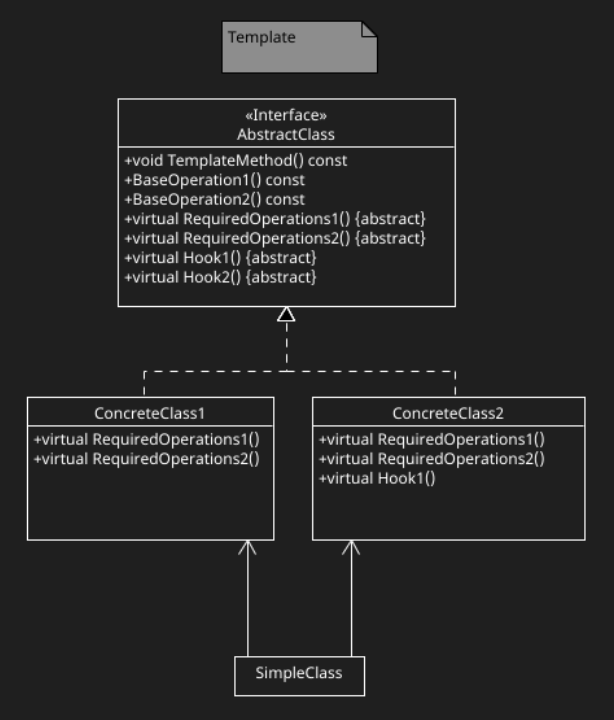 Template
«Interface»
AbstractClass
+void TemplateMethod() const
+BaseOperation1() const
+BaseOperation2() const
+virtual RequiredOperations1() {abstract}
+virtual RequiredOperations2() {abstract}
+virtual Hook1() {abstract}
+virtual Hook2() {abstract}
ConcreteClass1
+virtual RequiredOperations1()
+virtual RequiredOperations2()
ConcreteClass2
+virtual RequiredOperations1()
+virtual RequiredOperations2()
+virtual Hook1()
SimpleClass